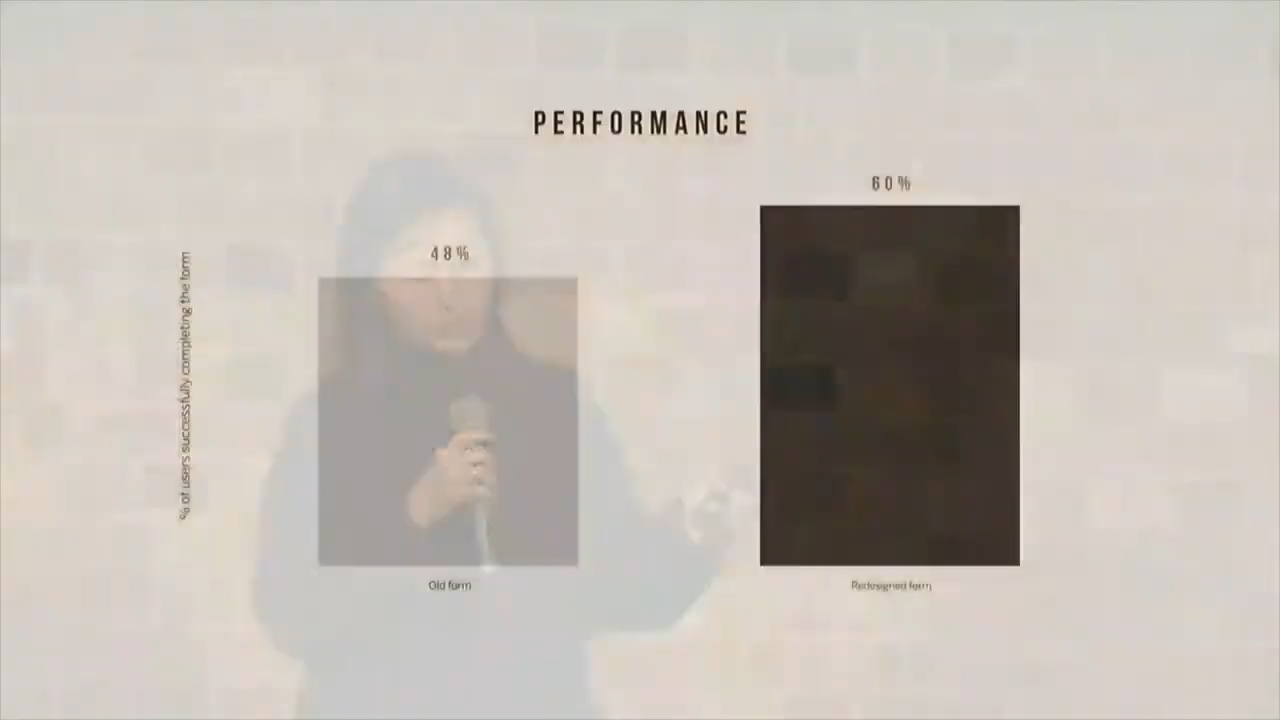 PERFORMANCE
60%
48%
% of users successfully completing the form
Old form
Redesigned form